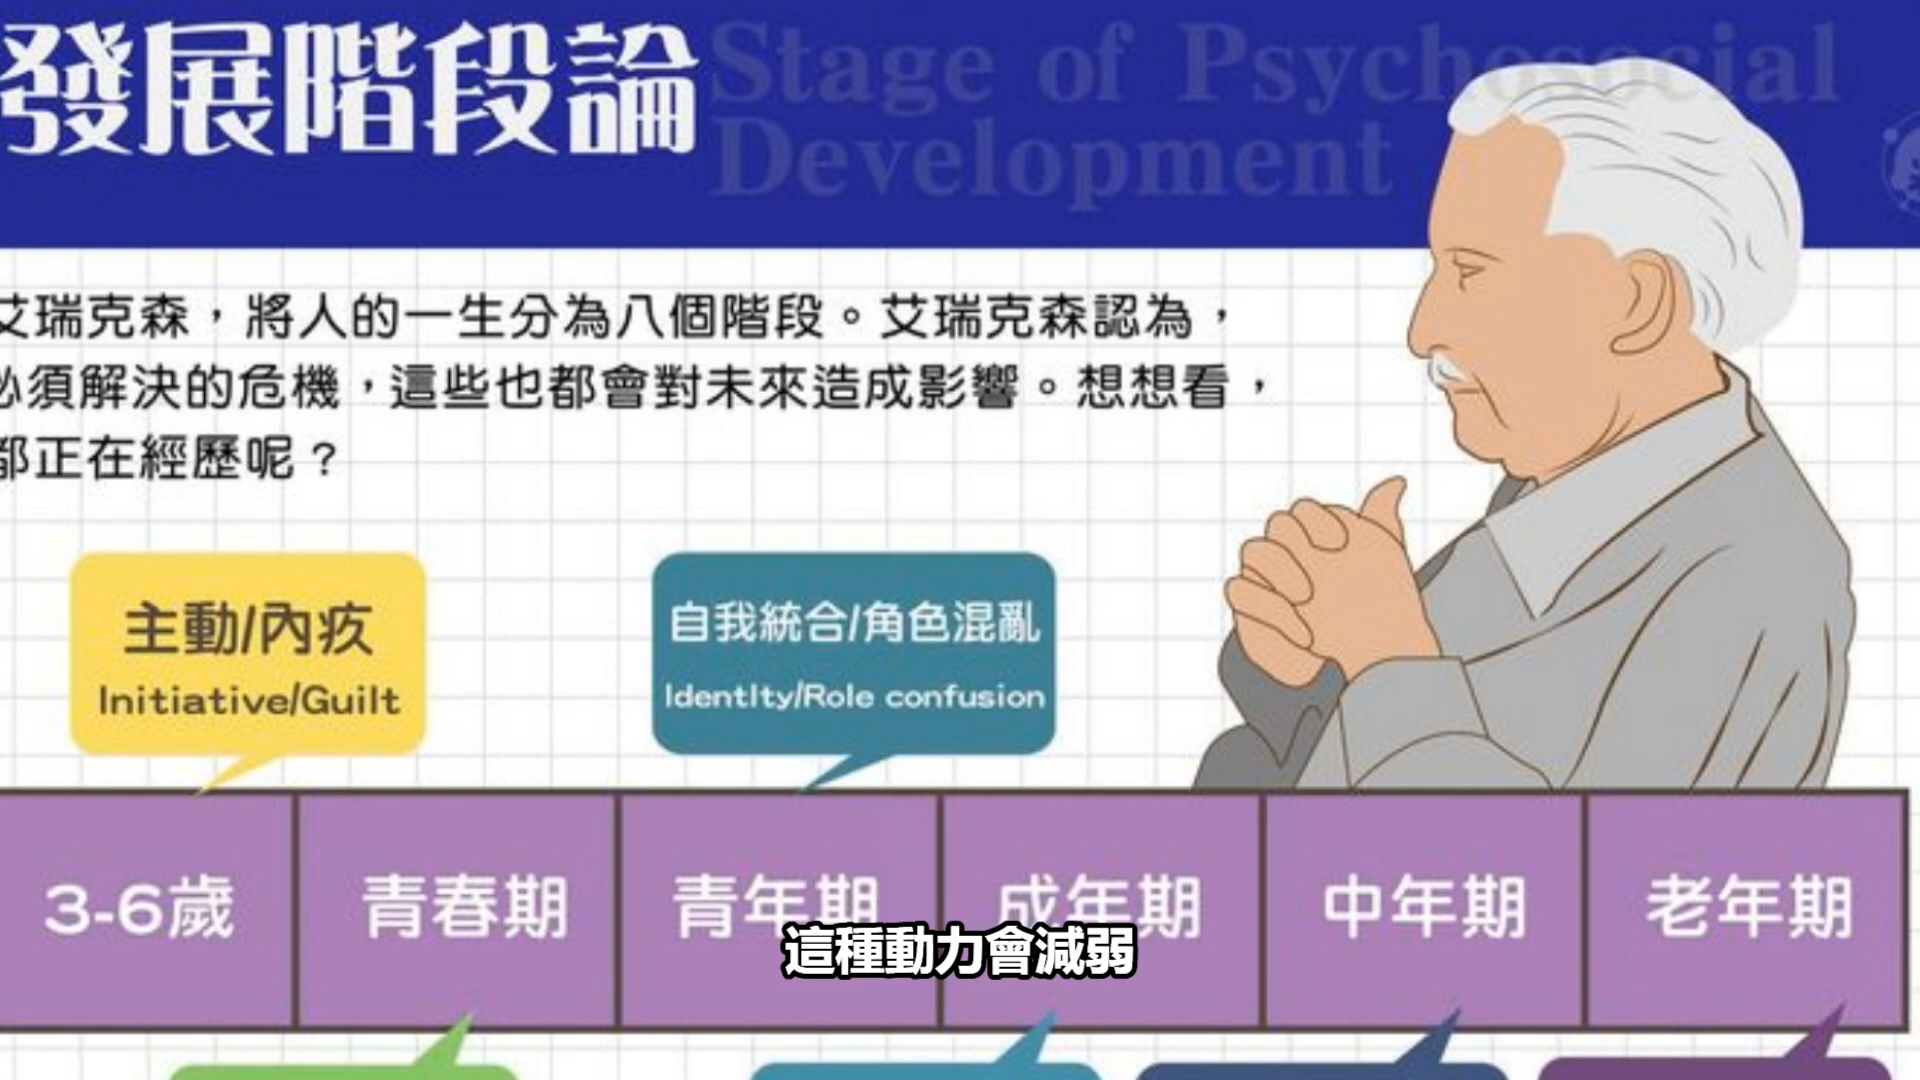 發展階段論
Stage of Psychosocial
Development
艾瑞克森，將人的一生分為八個階段。艾瑞克森認為，
必須解決的危機，這些也都會對未來造成影響。想想看，
都正在經歷呢？
主動/內疚
Initiative/Guilt
自我統合/角色混亂
IdentIty/Role confusion
3-6歲
青春期
青年期
成年期
中年期
老年期
這種動力會減弱